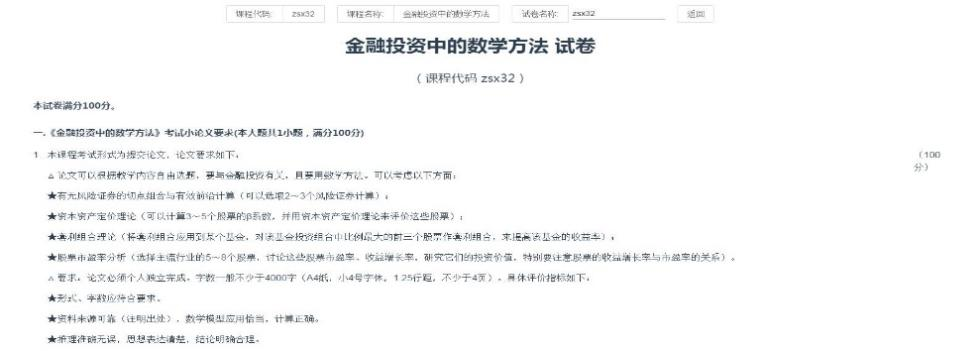 课程代码: zsx32 课程名称: 金融投资中的数学方法 试卷名称: zsx32 返回
金融投资中的数学方法 试卷
（ 课程代码 zsx32 ）
本试卷满分100分。
一.《金融投资中的数学方法》考试小论文要求(本大题共1小题，满分100分)
1 本课程考试形式为提交论文，论文要求如下： （100分）
△ 论文可以根据教学内容自由选题，要与金融投资有关，且要用数学方法。可以考虑以下方面：
★有无风险证券的切点组合与有效前沿计算（可以选取2～3个风险证券计算）；
★资本资产定价理论（可以计算3～5个股票的β系数，并用资本资产定价理论来评价这些股票）；
★套利组合理论（将套利组合应用到某个基金，对该基金投资组合中比例最大的前三个股票作套利组合，来提高该基金的收益率）；
★股票市盈率分析（选择主流行业的5～8个股票，讨论这些股票市盈率、收益增长率，研究它们的投资价值，特别要注意股票的收益增长率与市盈率的关系）。
△ 要求：论文必须个人独立完成，字数一般不少于4000字（A4纸，小4号字体，1.25行距，不少于4页）。具体评价指标如下：
★形式、字数应符合要求。
★资料来源可靠（注明出处），数学模型应用恰当，计算正确。
★推理准确无误，思想表达清楚，结论明确合理。